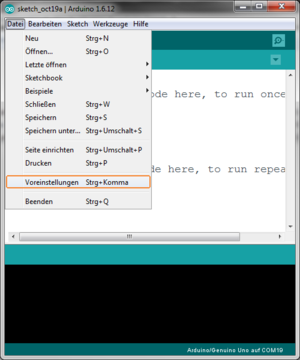 sketch_oct19a | Arduino 1.6.12
Datei Bearbeiten Sketch Werkzeuge Hilfe
Neu Strg+N
Öffnen... Strg+O
Letzte öffnen
Sketchbook
Beispiele
Schließen Strg+W
Speichern Strg+S
Speichern unter... Strg+Umschalt+S
Seite einrichten Strg+Umschalt+P
Drucken Strg+P
Voreinstellungen Strg+Komma
Beenden Strg+Q
de here, to run once
de here, to run repea
Arduino/Genuino Uno auf COM19